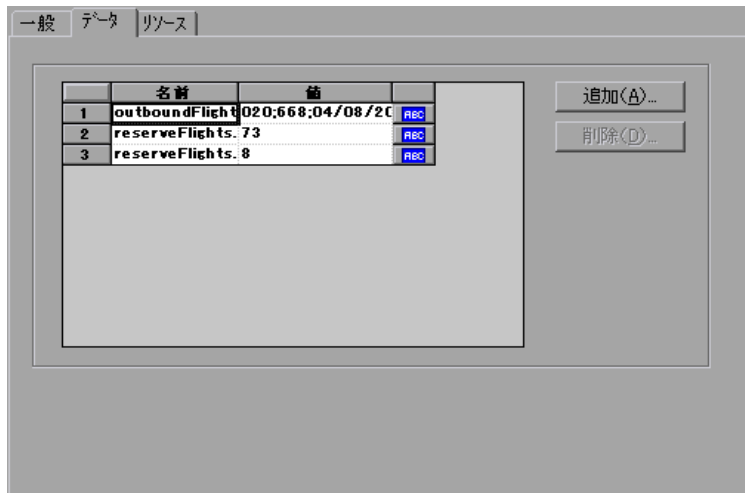 一般 データ リソース
名前 値
1 outboundFlight 020;668;04/08/20 ABC
2 reserveFlights. 73 ABC
3 reserveFlights. 8 ABC
追加(A)...
削除(D)...